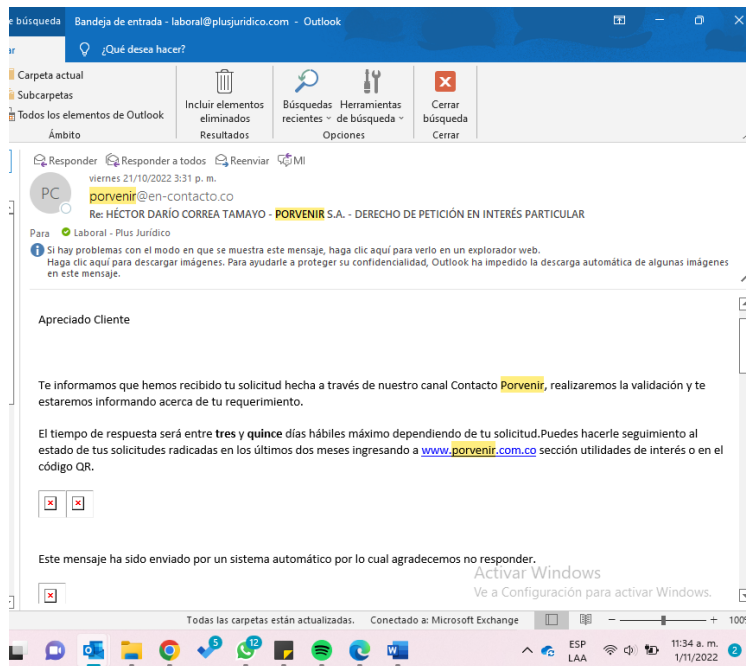 búsqueda Bandeja de entrada - laboral@plusjuridico.com - Outlook
¿Qué desea hacer?
Carpeta actual
Subcarpetas
Todos los elementos de Outlook
Ámbito
Incluir elementos
eliminados
Resultados
Búsquedas Herramientas
recientes de búsqueda
Opciones
Cerrar
búsqueda
Cerrar
Responder Responder a todos Reenviar MI
viernes 21/10/2022 3:31 p. m.
PC porvenir@en-contacto.co
Re: HÉCTOR DARÍO CORREA TAMAYO - PORVENIR S.A. - DERECHO DE PETICIÓN EN INTERÉS PARTICULAR
Para Laboral - Plus Jurídico
Si hay problemas con el modo en que se muestra este mensaje, haga clic aquí para verlo en un explorador web.
Haga clic aquí para descargar imágenes. Para ayudarle a proteger su confidencialidad, Outlook ha impedido la descarga automática de algunas imágenes
en este mensaje.
Apreciado Cliente
Te informamos que hemos recibido tu solicitud hecha a través de nuestro canal Contacto Porvenir, realizaremos la validación y te
estaremos informando acerca de tu requerimiento.
El tiempo de respuesta será entre tres y quince días hábiles máximo dependiendo de tu solicitud.Puedes hacerle seguimiento al
estado de tus solicitudes radicadas en los últimos dos meses ingresando a www.porvenir.com.co sección utilidades de interés o en el
código QR.
Este mensaje ha sido enviado por un sistema automático por lo cual agradecemos no responder.
Activar Windows
Ve a Configuración para activar Windows.
Todas las carpetas están actualizadas. Conectado a: Microsoft Exchange 100%
5 12 ESP 11:34 a. m.
LAA 1/11/2022 2